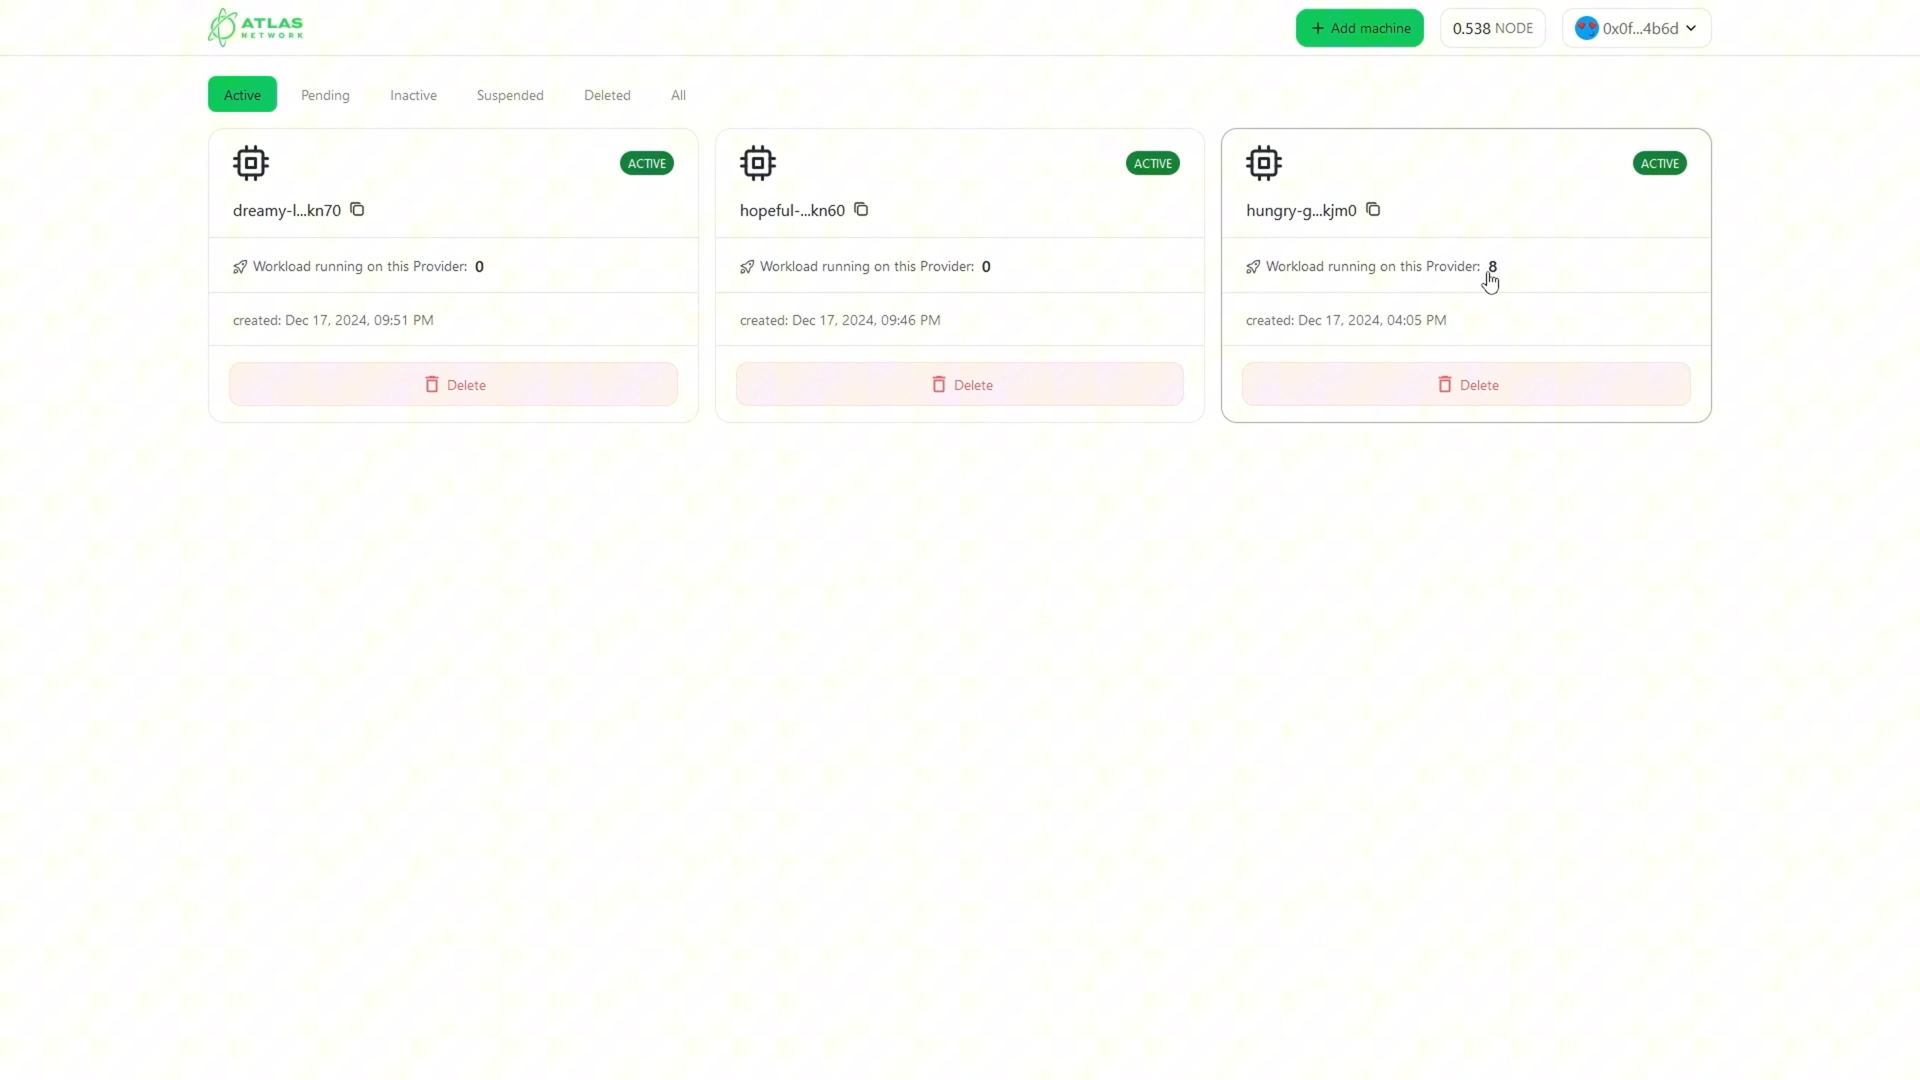 ATLAS
NETWORK
+ Add machine
0.538 NODE
0x0f...4b6d
Active
Pending
Inactive
Suspended
Deleted
All
ACTIVE
dreamy-l...kn70
Workload running on this Provider: 0
created: Dec 17, 2024, 09:51 PM
Delete
ACTIVE
hopeful-...kn60
Workload running on this Provider: 0
created: Dec 17, 2024, 09:46 PM
Delete
ACTIVE
hungry-g...kjm0
Workload running on this Provider: 8
created: Dec 17, 2024, 04:05 PM
Delete